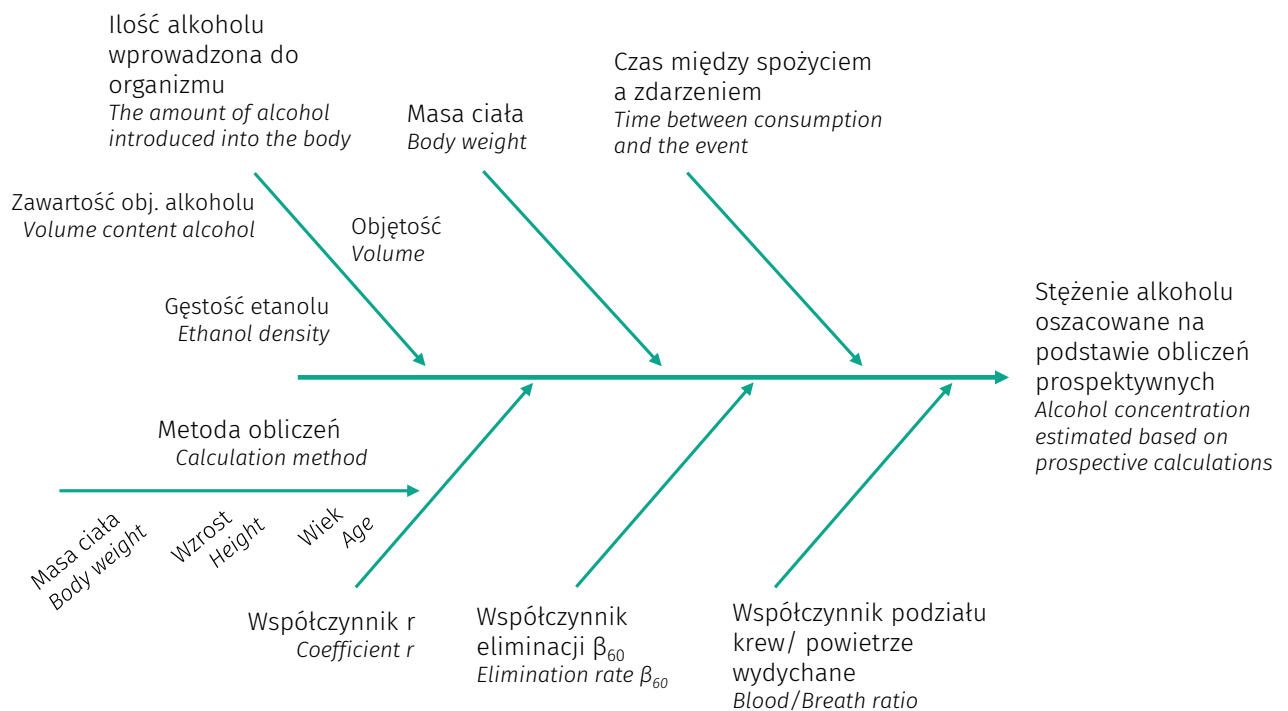 Ilość alkoholu
wprowadzona do
organizmu
The amount of alcohol
introduced into the body
Masa ciała
Body weight
Czas między spożyciem
a zdarzeniem
Time between consumption
and the event
Zawartość obj. alkoholu
Volume content alcohol
Objętość
Volume
Gęstość etanolu
Ethanol density
Stężenie alkoholu
oszacowane na
podstawie obliczeń
prospektywnych
Alcohol concentration
estimated based on
prospective calculations
Metoda obliczeń
Calculation method
Masa ciała
Body weight
Wzrost
Height
Wiek
Age
Współczynnik r
Coefficient r
Współczynnik
eliminacji β₆₀
Elimination rate β₆₀
Współczynnik podziału
krew/ powietrze
wydychane
Blood/Breath ratio